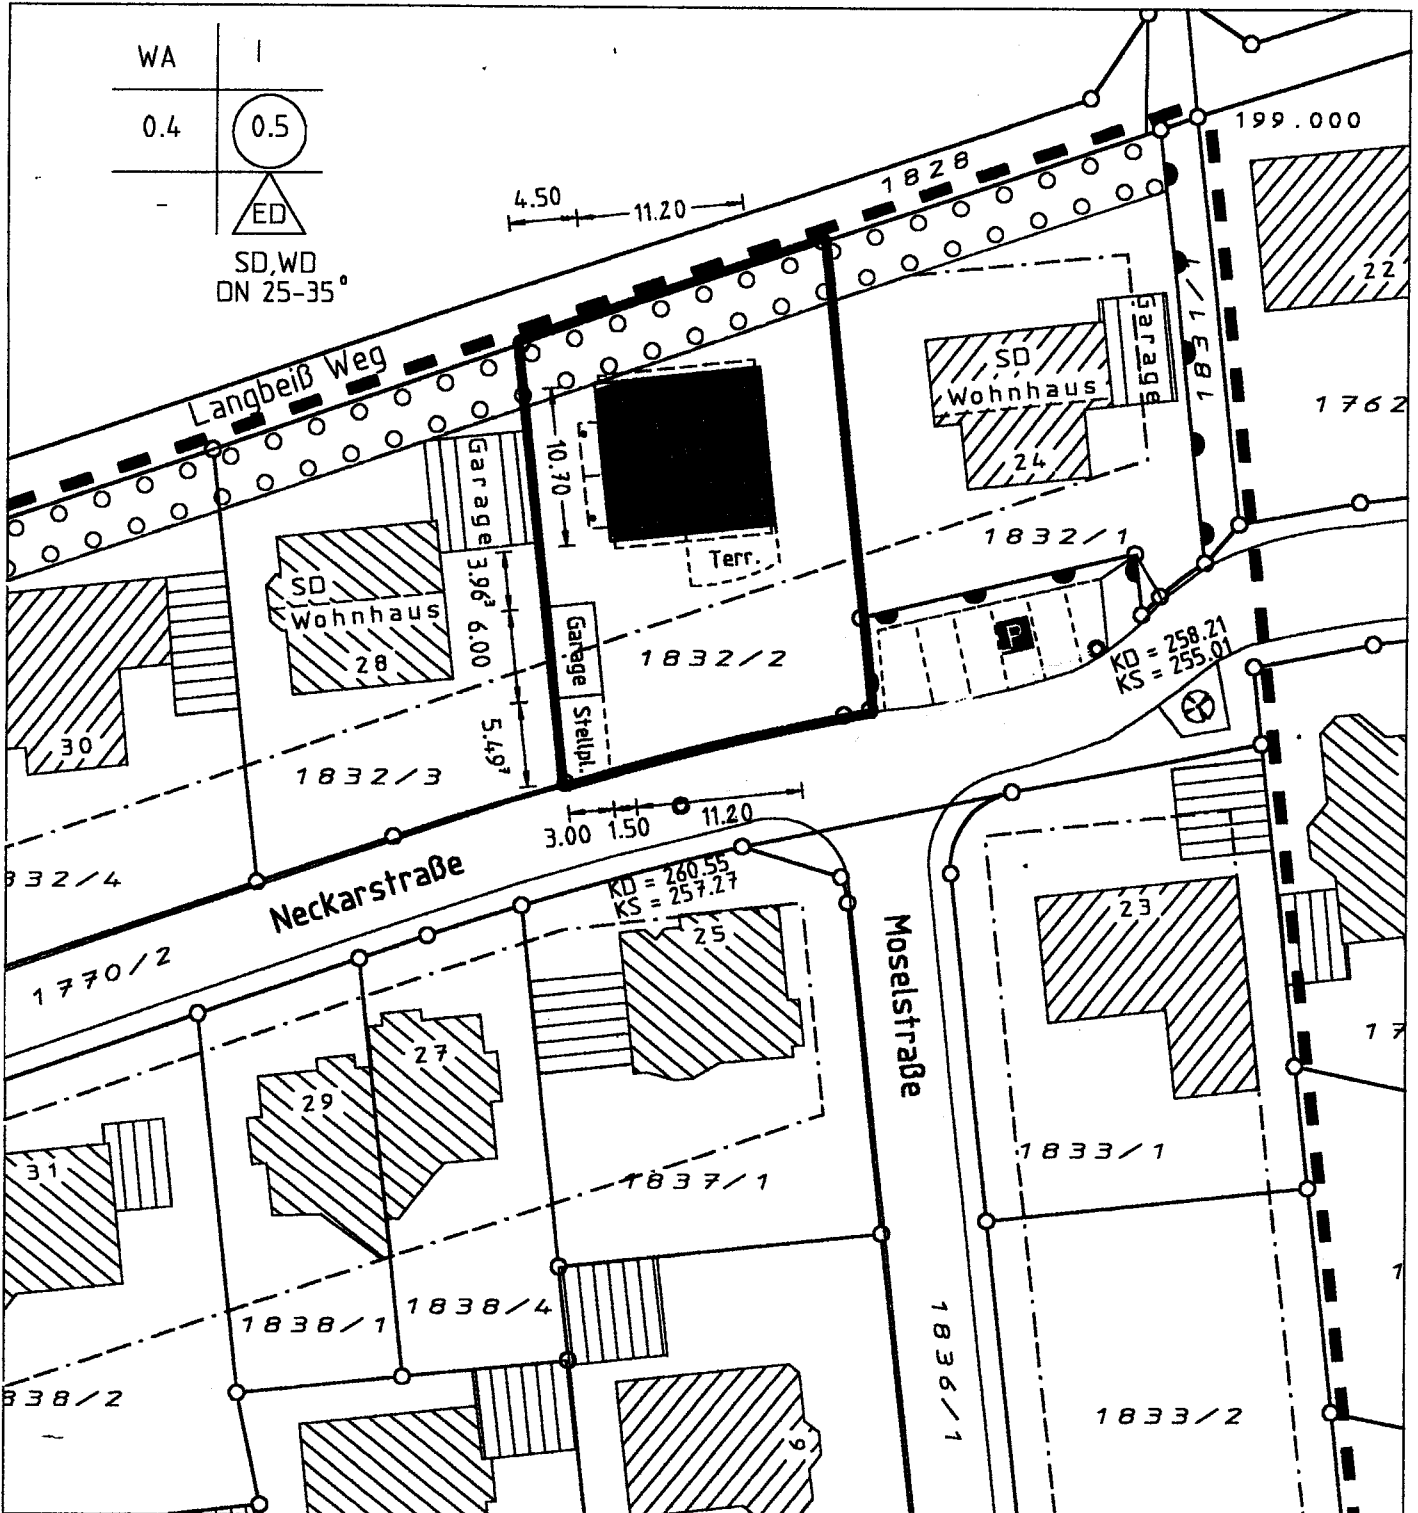 WA
I
0.4
0.5
-
ED
SD,WD
DN 25-35°
199.000
4.50
11.20
1828
Langbeiß Weg
22
1831/1
1762
SD
Wohnhaus
Garage
24
1832/1
10.70
Terr.
Garage
3.96³
6.00
5.49⁷
SD
Wohnhaus
28
30
Garage
Stellpl.
1832/2
P
KD = 258.21
KS = 255.01
1832/3
832/4
3.00
1.50
11.20
Neckarstraße
KD = 260.55
KS = 257.27
1770/2
25
23
Moselstraße
27
29
31
17
1837/1
1833/1
1838/1
1838/4
838/2
1836/1
1833/2
9
1